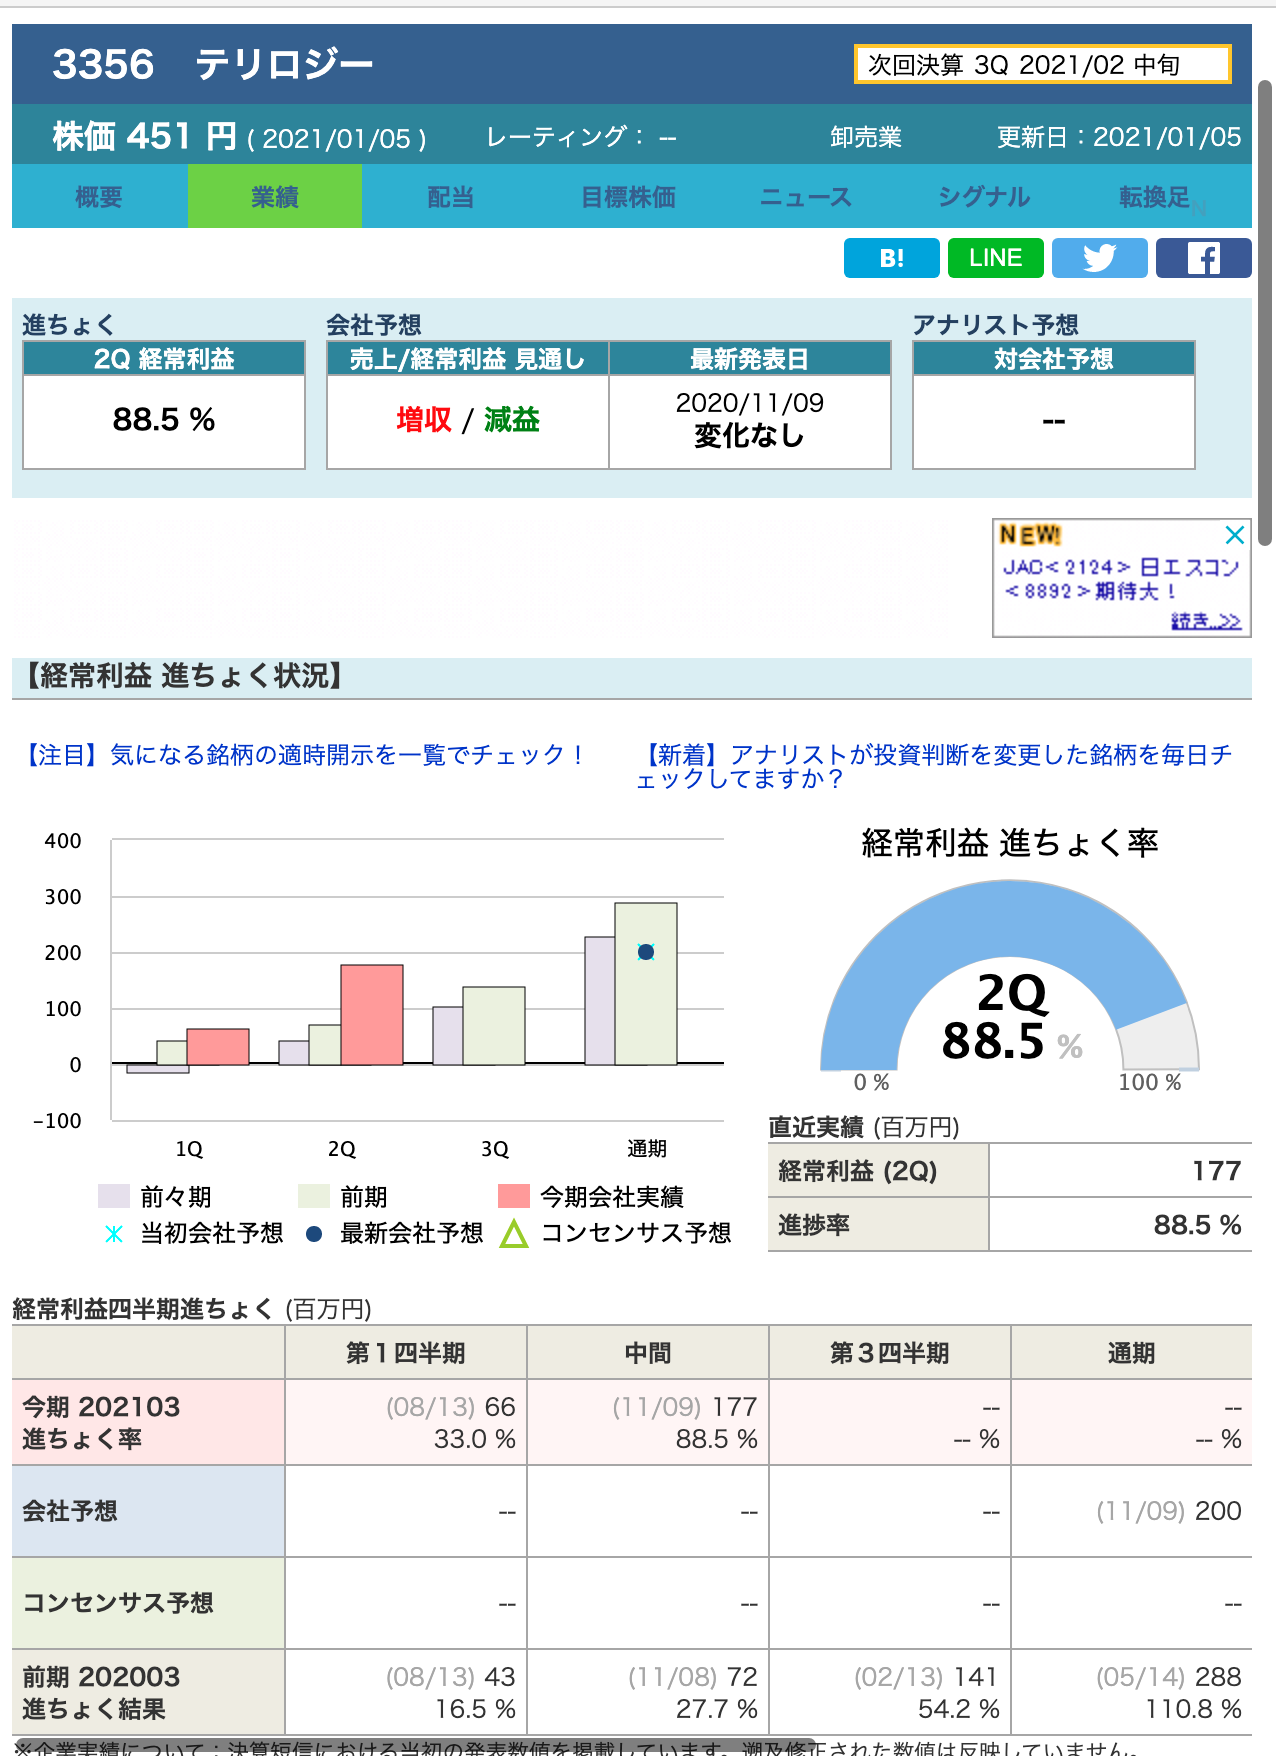 3356　テリロジー
次回決算 3Q 2021/02 中旬
株価 451 円 ( 2021/01/05 )　レーティング： --　卸売業　更新日：2021/01/05
概要　業績　配当　目標株価　ニュース　シグナル　転換足
B!　LINE
進ちょく　会社予想　アナリスト予想
2Q 経常利益　売上/経常利益 見通し　最新発表日　対会社予想
88.5 %　増収 / 減益　2020/11/09　--
変化なし
NEW!
JAC<2124> 日エスコン
<8892>期待大！
続き..>>
【経常利益 進ちょく状況】
【注目】気になる銘柄の適時開示を一覧でチェック！
【新着】アナリストが投資判断を変更した銘柄を毎日チ
ェックしてますか？
400
300
200
100
0
-100
1Q　2Q　3Q　通期
前々期　前期　今期会社実績
当初会社予想　最新会社予想　コンセンサス予想
経常利益 進ちょく率
2Q
88.5 %
0 %　100 %
直近実績 (百万円)
経常利益 (2Q)　177
進捗率　88.5 %
経常利益四半期進ちょく (百万円)
第１四半期　中間　第３四半期　通期
今期 202103　(08/13) 66　(11/09) 177　--　--
進ちょく率　33.0 %　88.5 %　-- %　-- %
会社予想　--　--　--　(11/09) 200
コンセンサス予想　--　--　--　--
前期 202003　(08/13) 43　(11/08) 72　(02/13) 141　(05/14) 288
進ちょく結果　16.5 %　27.7 %　54.2 %　110.8 %
※企業実績について：決算短信における当初の発表数値を掲載しています。遡及修正された数値は反映していません。